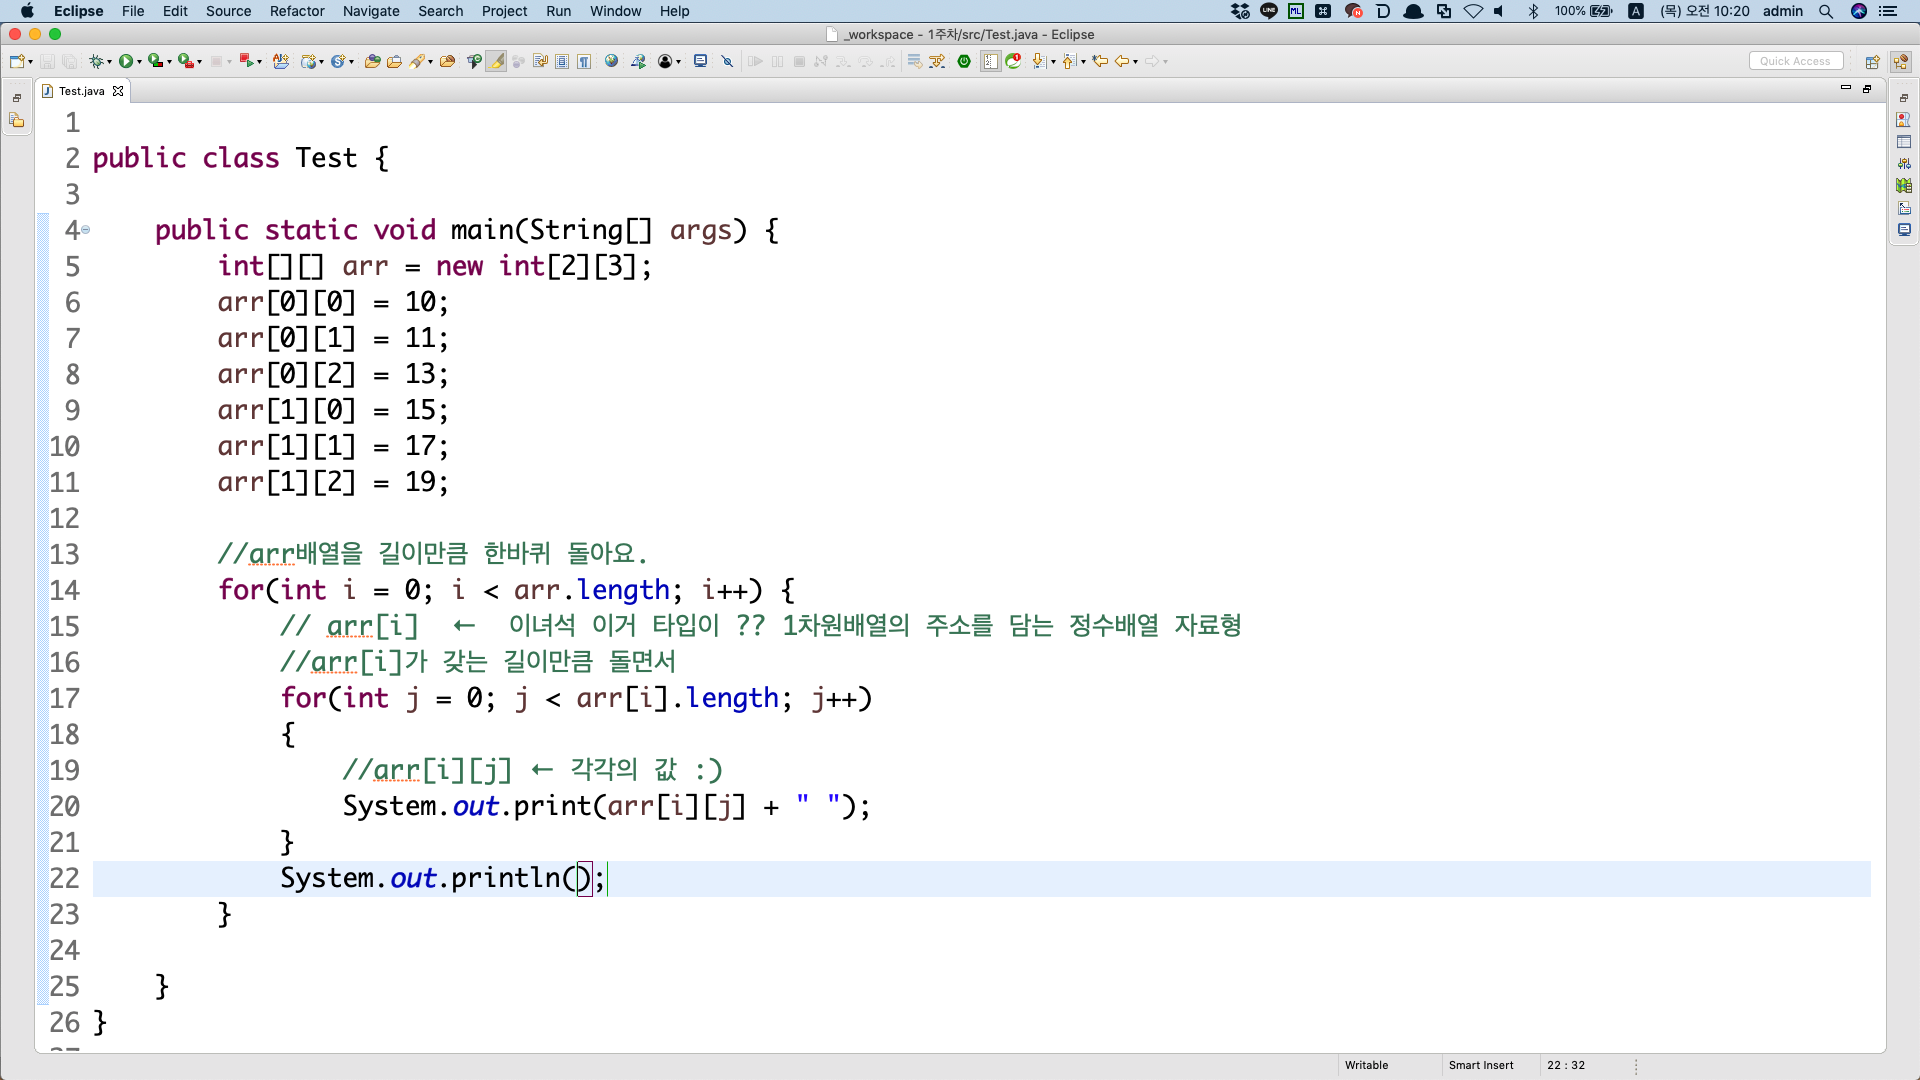 Eclipse File Edit Source Refactor Navigate Search Project Run Window Help 100% A (목) 오전 10:20 admin
_workspace - 1주차/src/Test.java - Eclipse
Quick Access
Test.java
1
2 public class Test {
3
4 public static void main(String[] args) {
5 int[][] arr = new int[2][3];
6 arr[0][0] = 10;
7 arr[0][1] = 11;
8 arr[0][2] = 13;
9 arr[1][0] = 15;
10 arr[1][1] = 17;
11 arr[1][2] = 19;
12
13 //arr배열을 길이만큼 한바퀴 돌아요.
14 for(int i = 0; i < arr.length; i++) {
15 // arr[i] ← 이녀석 이거 타입이 ?? 1차원배열의 주소를 담는 정수배열 자료형
16 //arr[i]가 갖는 길이만큼 돌면서
17 for(int j = 0; j < arr[i].length; j++)
18 {
19 //arr[i][j] ← 각각의 값 :)
20 System.out.print(arr[i][j] + " ");
21 }
22 System.out.println();
23 }
24
25 }
26 }
Writable Smart Insert 22 : 32